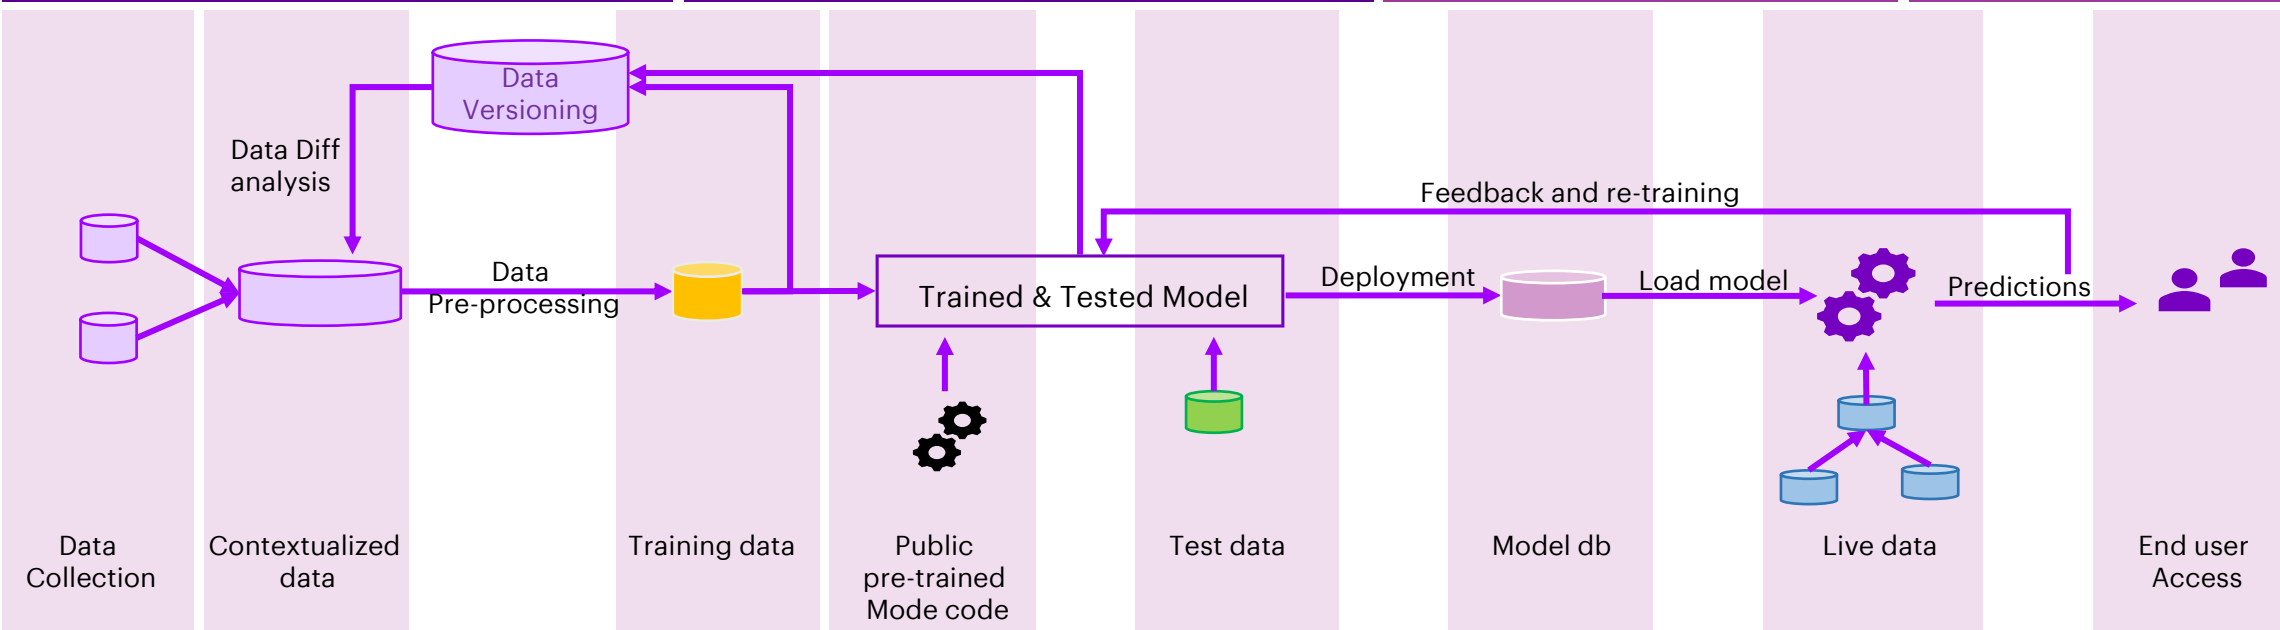 Data
Versioning
Data Diff
analysis
Feedback and re-training
Data
Pre-processing
Trained & Tested Model
Deployment
Load model
Predictions
Data
Collection
Contextualized
data
Training data
Public
pre-trained
Mode code
Test data
Model db
Live data
End user
Access